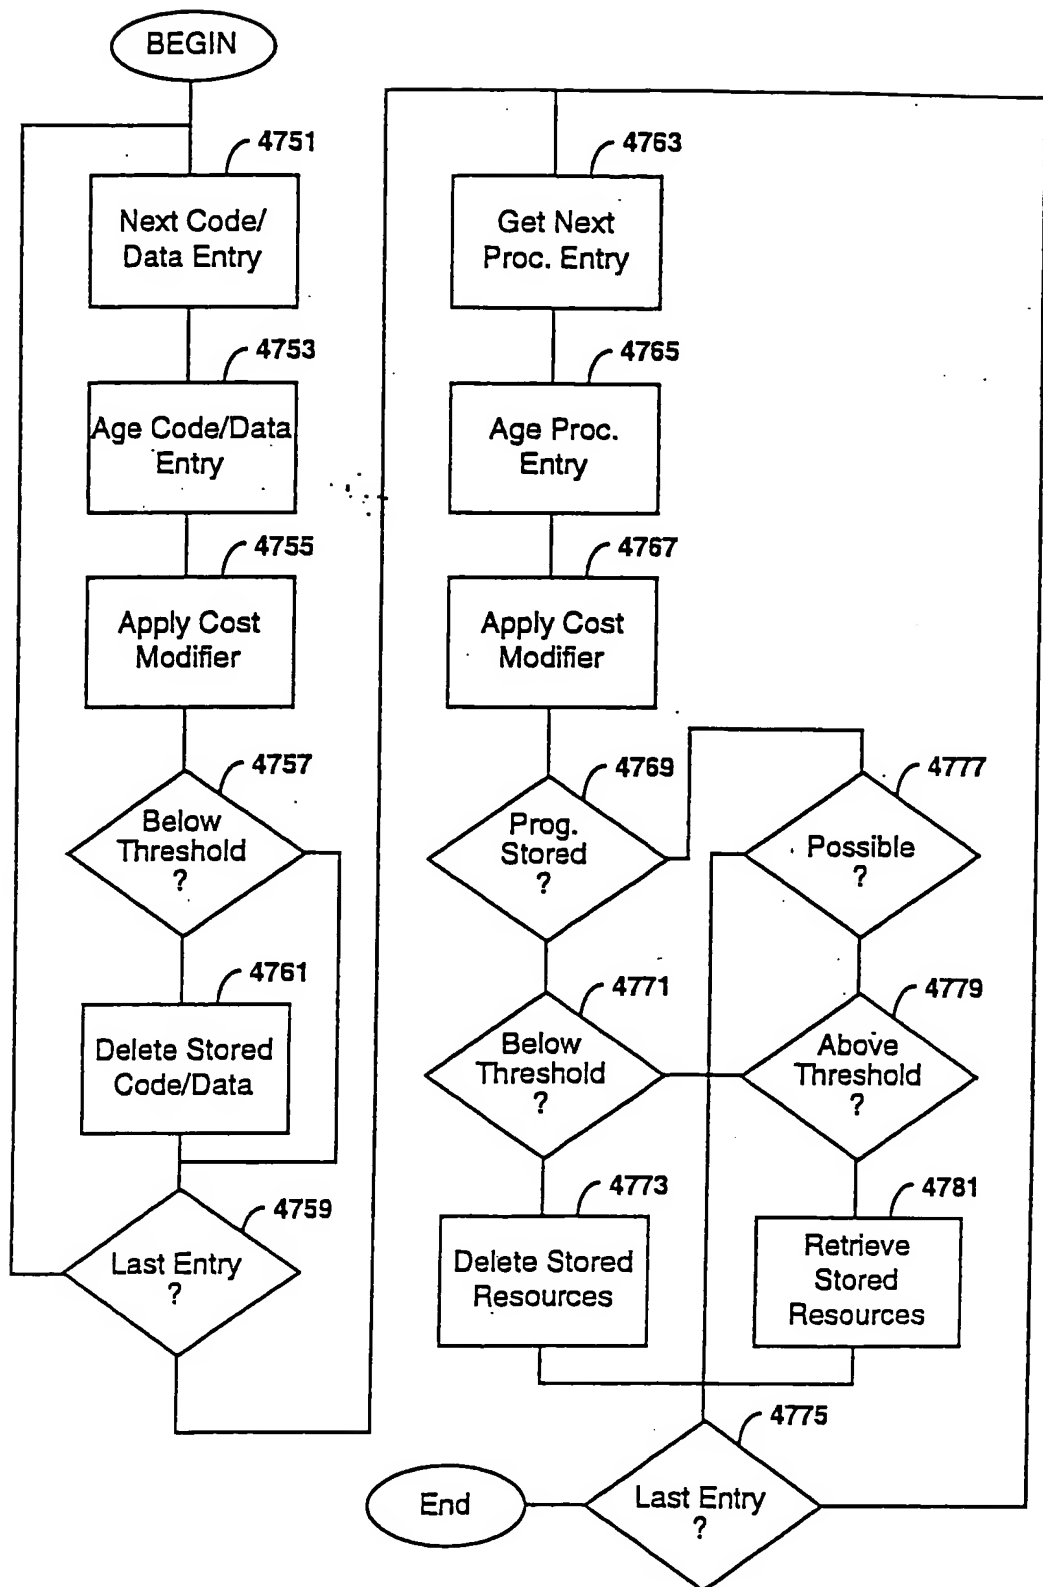 BEGIN
4751
Next Code/
Data Entry
4753
Age Code/Data
Entry
4755
Apply Cost
Modifier
4757
Below
Threshold
?
4761
Delete Stored
Code/Data
4759
Last Entry
?
4763
Get Next
Proc. Entry
4765
Age Proc.
Entry
4767
Apply Cost
Modifier
4769
Prog.
Stored
?
4777
Possible
?
4771
Below
Threshold
?
4779
Above
Threshold
?
4773
Delete Stored
Resources
4781
Retrieve
Stored
Resources
4775
Last Entry
?
End